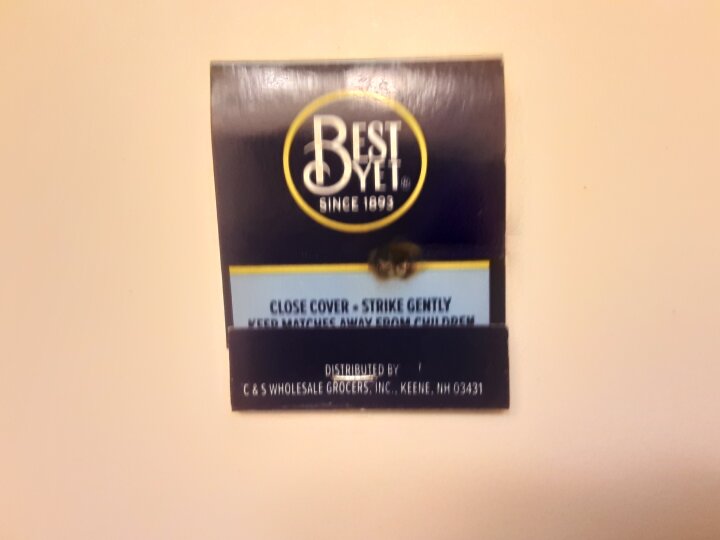 BEST
YET®
SINCE 1893
CLOSE COVER • STRIKE GENTLY
KEEP MATCHES AWAY FROM CHILDREN
DISTRIBUTED BY
C & S WHOLESALE GROCERS, INC., KEENE, NH 03431